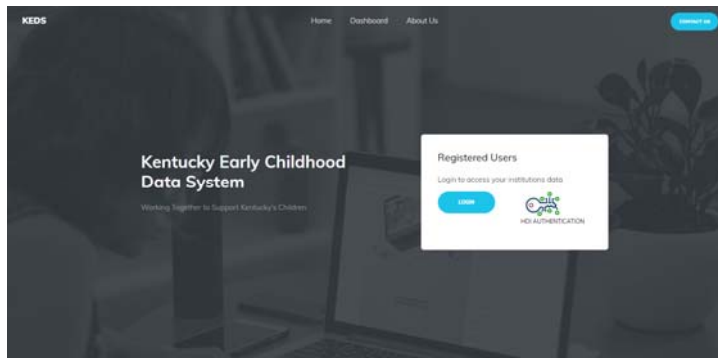 KEDS
Home Dashboard About Us
CONTACT US
Kentucky Early Childhood
Data System
Working Together to Support Kentucky's Children
Registered Users
Login to access your institutions data
LOGIN
HDI AUTHENTICATION